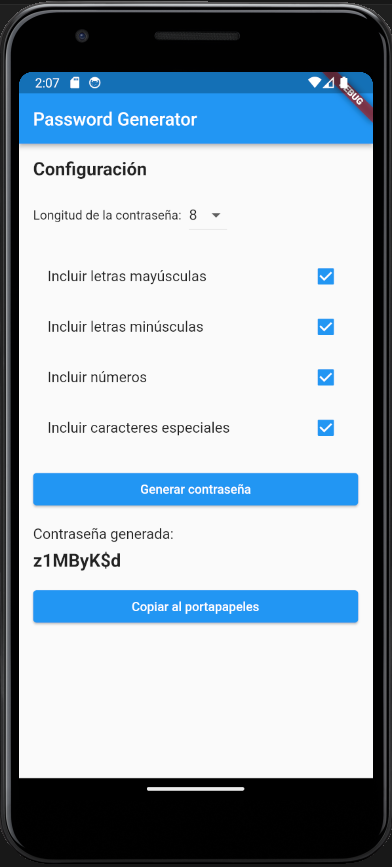 2:07
DEBUG
Password Generator
Configuración
Longitud de la contraseña: 8
Incluir letras mayúsculas
Incluir letras minúsculas
Incluir números
Incluir caracteres especiales
Generar contraseña
Contraseña generada:
z1MByK$d
Copiar al portapapeles